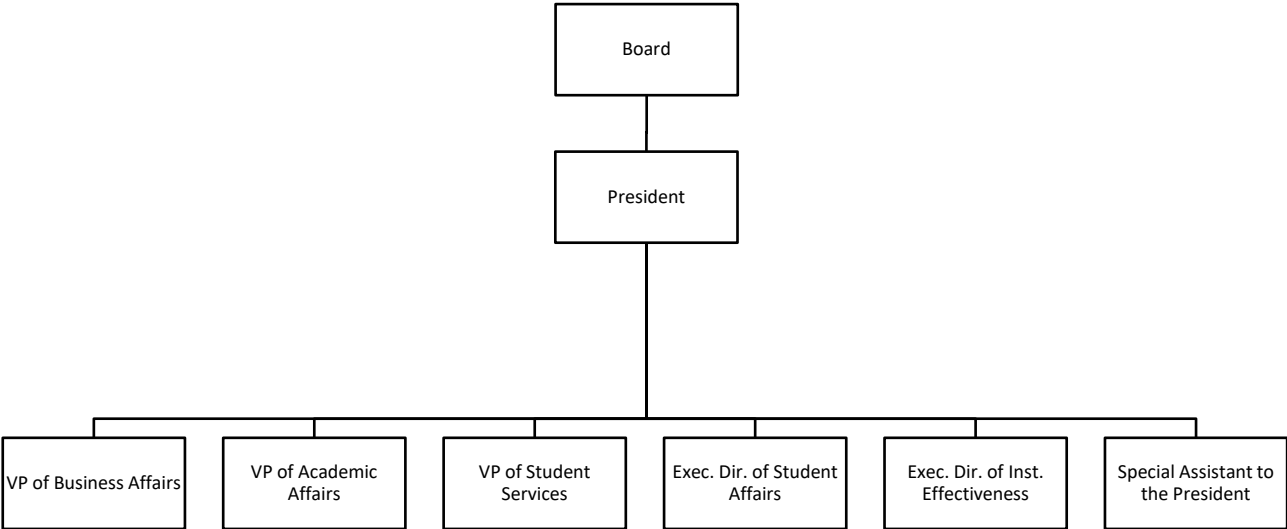 Board
President
VP of Business Affairs
VP of Academic
Affairs
VP of Student
Services
Exec. Dir. of Student
Affairs
Exec. Dir. of Inst.
Effectiveness
Special Assistant to
the President